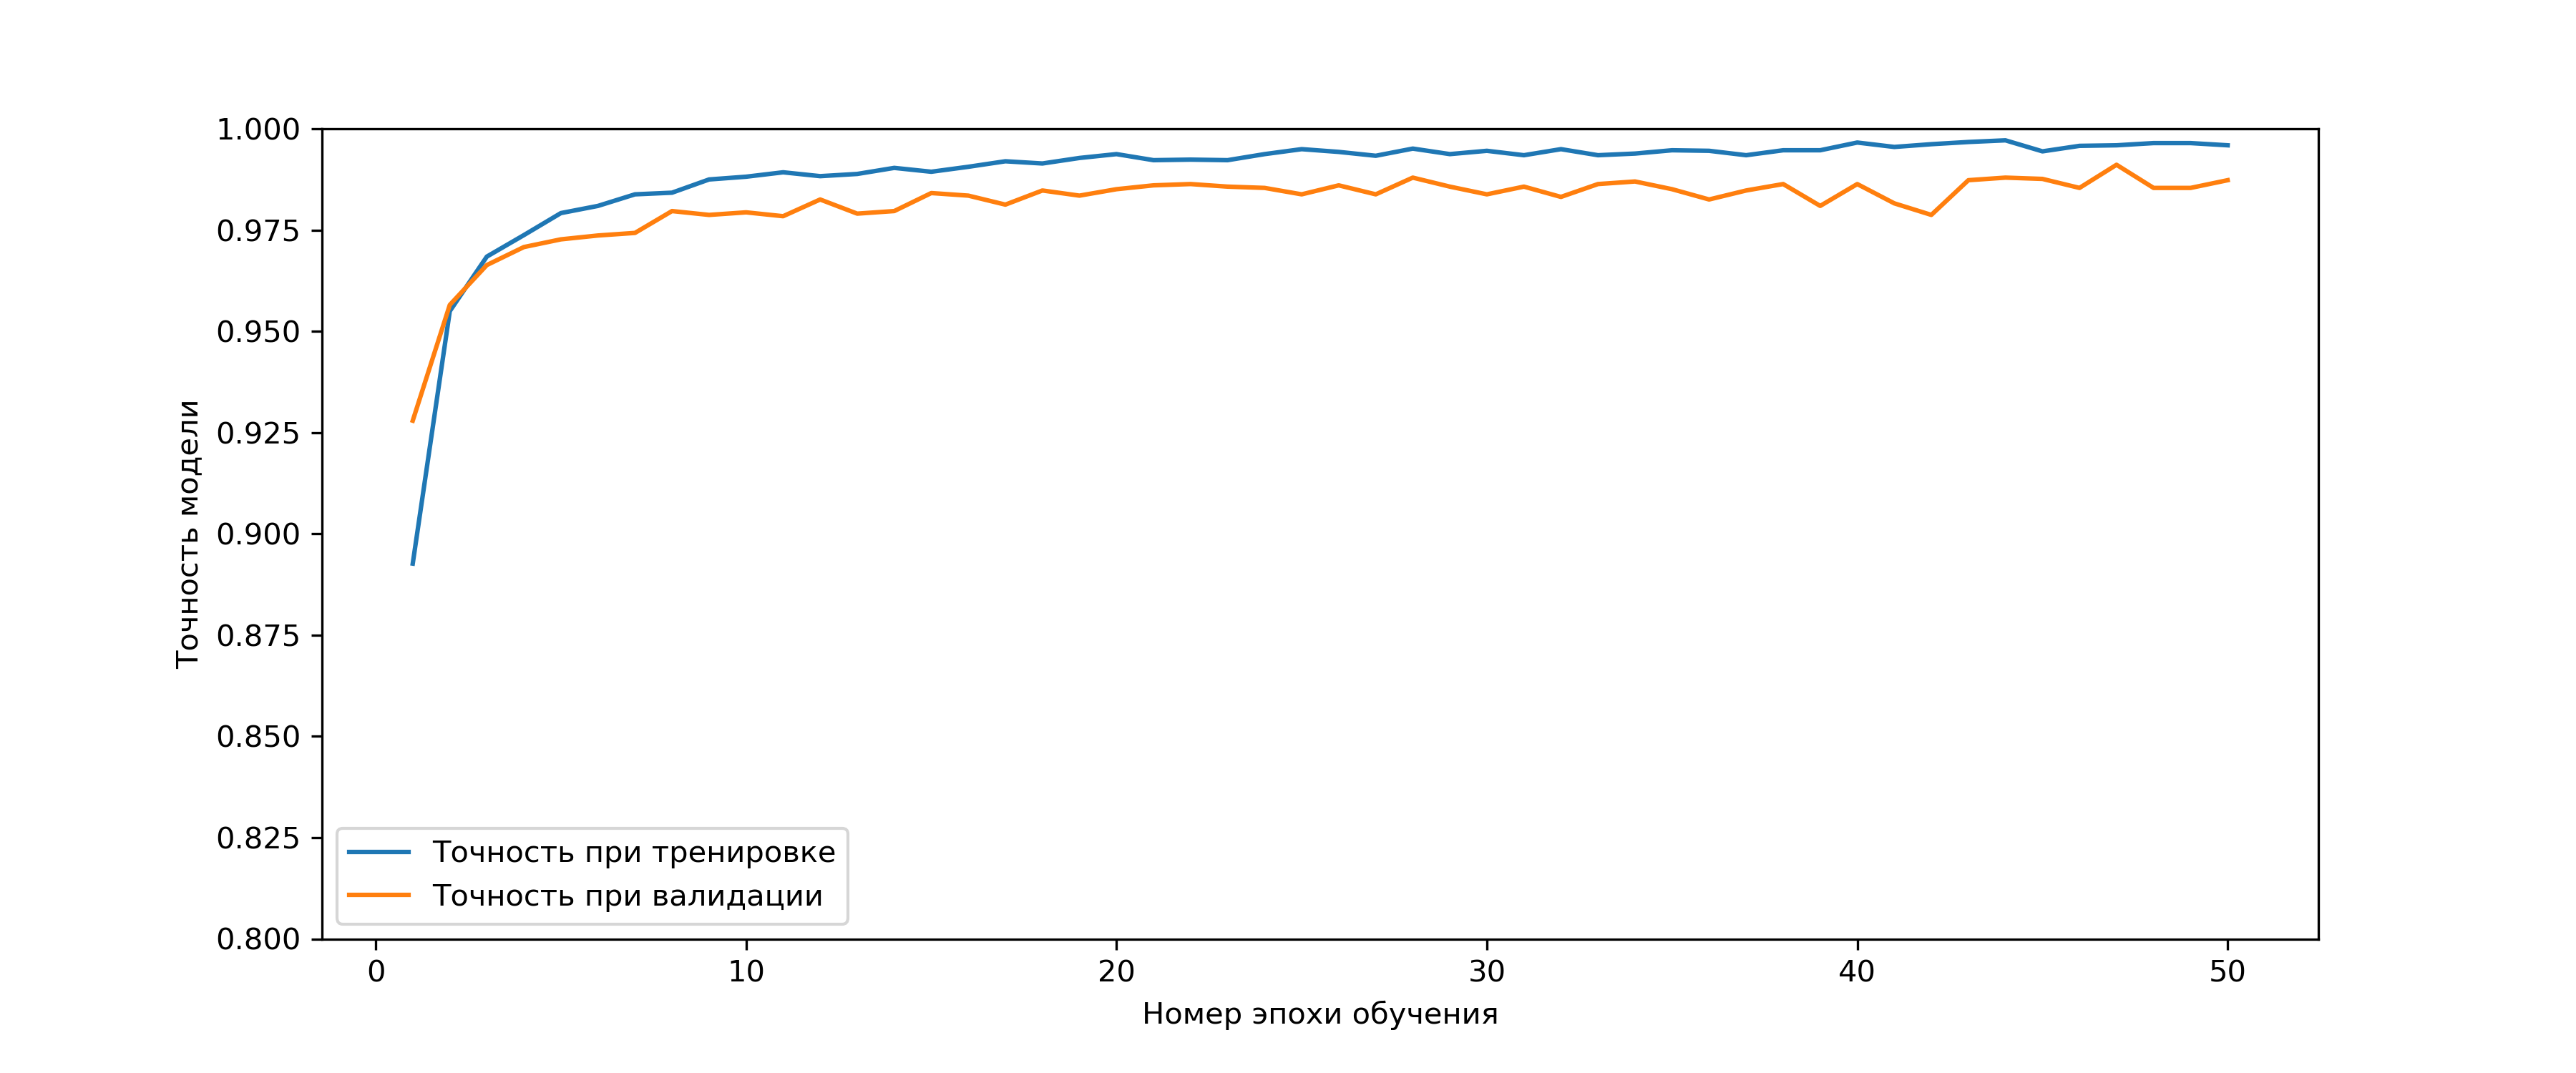 1.000
0.975
0.950
0.925
0.900
0.875
0.850
0.825
0.800
Точность модели
Точность при тренировке
Точность при валидации
0 10 20 30 40 50
Номер эпохи обучения